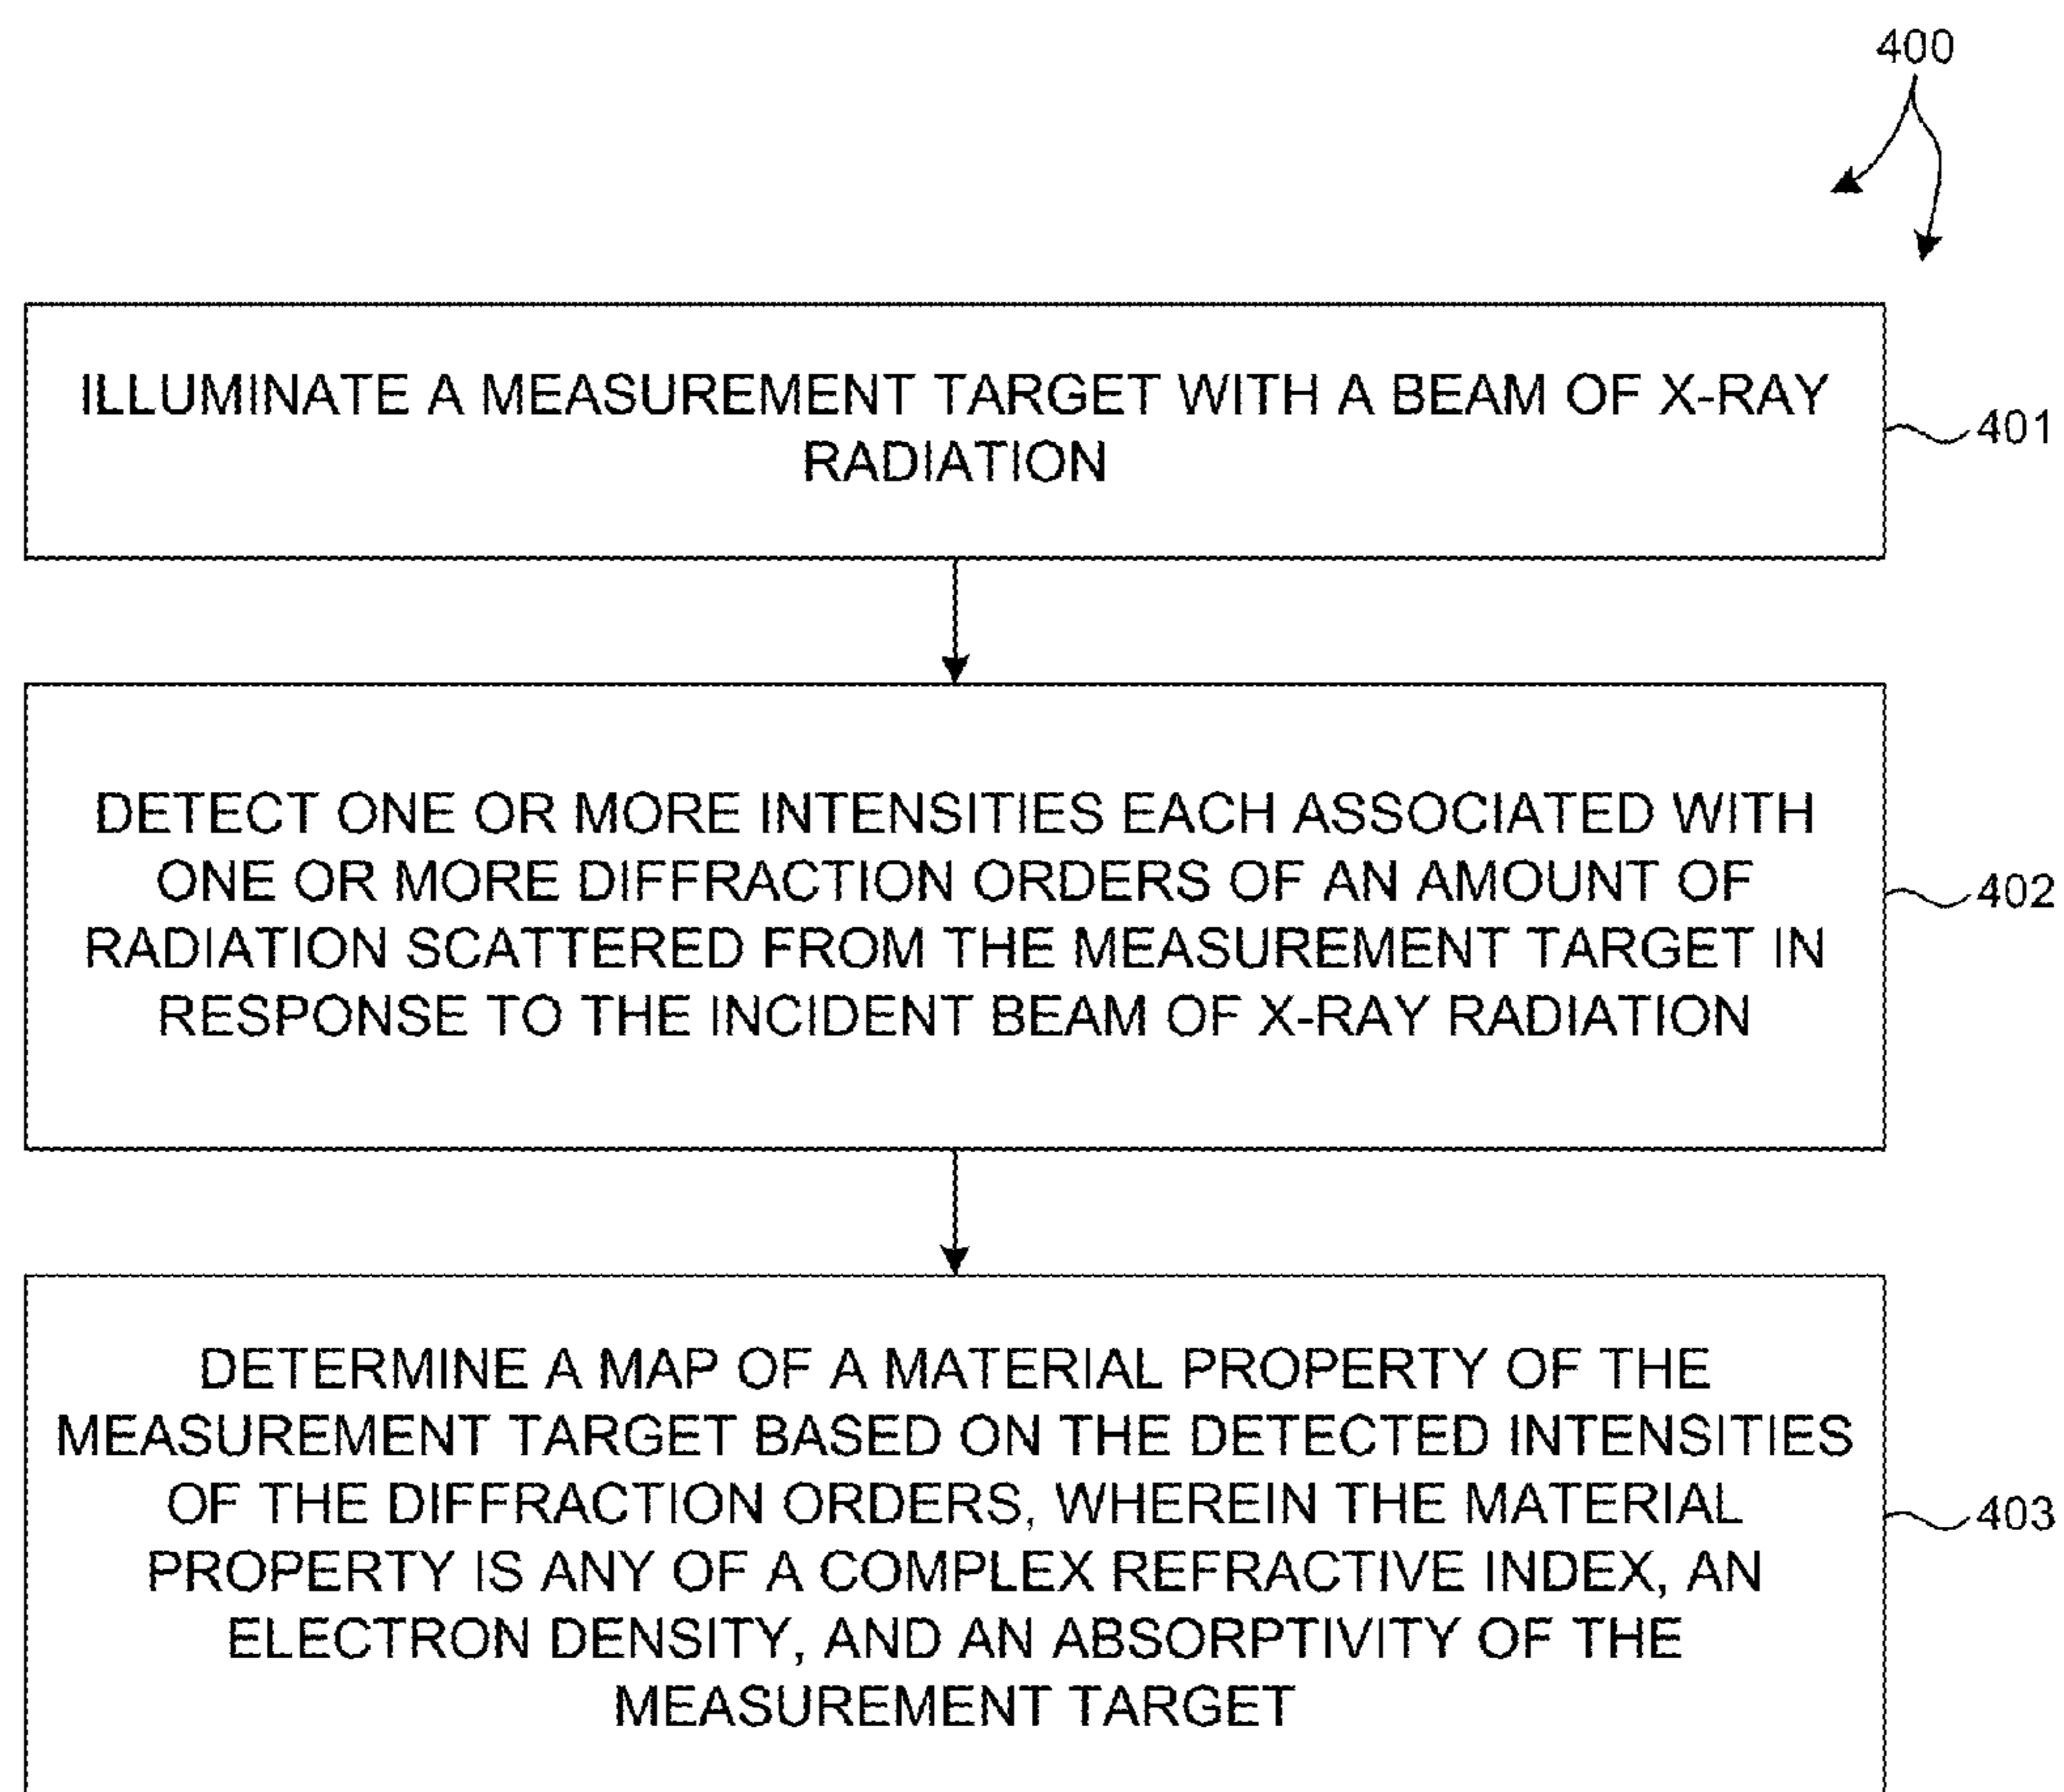 400
ILLUMINATE A MEASUREMENT TARGET WITH A BEAM OF X-RAY
RADIATION
401
DETECT ONE OR MORE INTENSITIES EACH ASSOCIATED WITH
ONE OR MORE DIFFRACTION ORDERS OF AN AMOUNT OF
RADIATION SCATTERED FROM THE MEASUREMENT TARGET IN
RESPONSE TO THE INCIDENT BEAM OF X-RAY RADIATION
402
DETERMINE A MAP OF A MATERIAL PROPERTY OF THE
MEASUREMENT TARGET BASED ON THE DETECTED INTENSITIES
OF THE DIFFRACTION ORDERS, WHEREIN THE MATERIAL
PROPERTY IS ANY OF A COMPLEX REFRACTIVE INDEX, AN
ELECTRON DENSITY, AND AN ABSORPTIVITY OF THE
MEASUREMENT TARGET
403